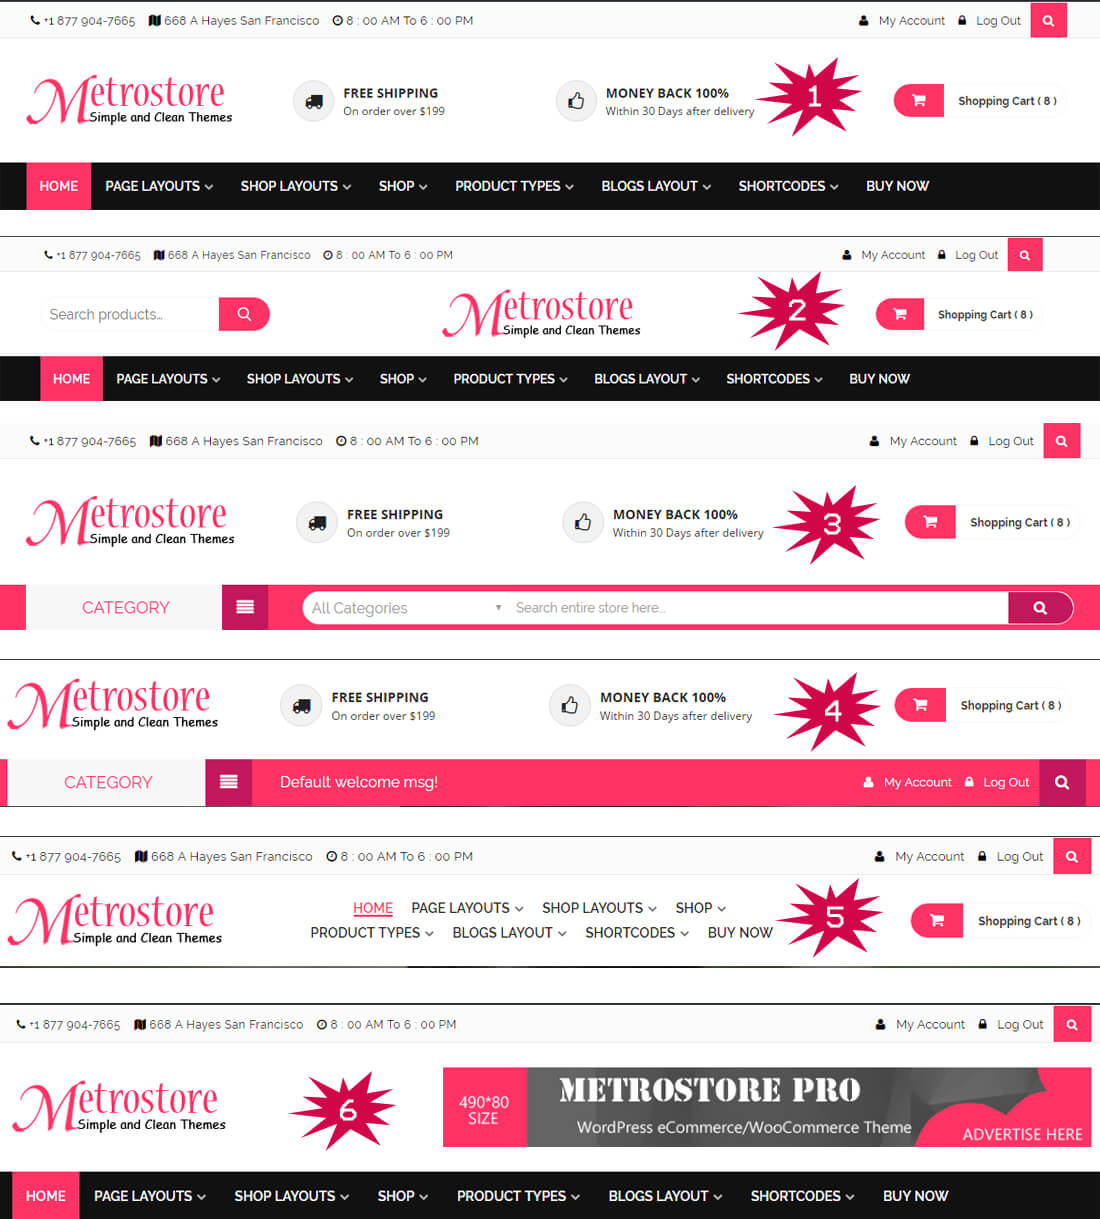 +1 877 904-7665 668 A Hayes San Francisco 8 : 00 AM To 6 : 00 PM My Account Log Out
Metrostore
Simple and Clean Themes
FREE SHIPPING
On order over $199
MONEY BACK 100%
Within 30 Days after delivery
1
Shopping Cart ( 8 )
HOME PAGE LAYOUTS SHOP LAYOUTS SHOP PRODUCT TYPES BLOGS LAYOUT SHORTCODES BUY NOW
+1 877 904-7665 668 A Hayes San Francisco 8 : 00 AM To 6 : 00 PM My Account Log Out
Search products...
Metrostore
Simple and Clean Themes
2
Shopping Cart ( 8 )
HOME PAGE LAYOUTS SHOP LAYOUTS SHOP PRODUCT TYPES BLOGS LAYOUT SHORTCODES BUY NOW
+1 877 904-7665 668 A Hayes San Francisco 8 : 00 AM To 6 : 00 PM My Account Log Out
Metrostore
Simple and Clean Themes
FREE SHIPPING
On order over $199
MONEY BACK 100%
Within 30 Days after delivery
3
Shopping Cart ( 8 )
CATEGORY All Categories Search entire store here...
Metrostore
Simple and Clean Themes
FREE SHIPPING
On order over $199
MONEY BACK 100%
Within 30 Days after delivery
4
Shopping Cart ( 8 )
CATEGORY Default welcome msg! My Account Log Out
+1 877 904-7665 668 A Hayes San Francisco 8 : 00 AM To 6 : 00 PM My Account Log Out
Metrostore
Simple and Clean Themes
HOME PAGE LAYOUTS SHOP LAYOUTS SHOP
PRODUCT TYPES BLOGS LAYOUT SHORTCODES BUY NOW
5
Shopping Cart ( 8 )
+1 877 904-7665 668 A Hayes San Francisco 8 : 00 AM To 6 : 00 PM My Account Log Out
Metrostore
Simple and Clean Themes
6
490*80
SIZE
METROSTORE PRO
WordPress eCommerce/WooCommerce Theme
ADVERTISE HERE
HOME PAGE LAYOUTS SHOP LAYOUTS SHOP PRODUCT TYPES BLOGS LAYOUT SHORTCODES BUY NOW